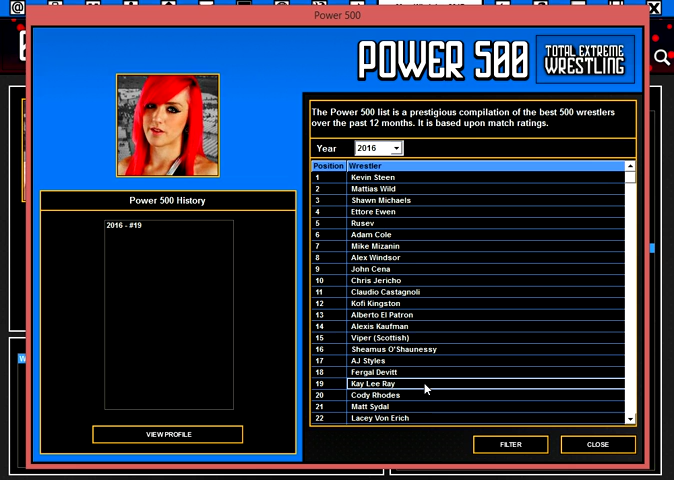 Power 500
POWER 500
TOTAL EXTREME
WRESTLING
The Power 500 list is a prestigious compilation of the best 500 wrestlers
over the past 12 months. It is based upon match ratings.
Year 2016
Power 500 History
2016 - #19
VIEW PROFILE
Position Wrestler
1 Kevin Steen
2 Mattias Wild
3 Shawn Michaels
4 Ettore Ewen
5 Rusev
6 Adam Cole
7 Mike Mizanin
8 Alex Windsor
9 John Cena
10 Chris Jericho
11 Claudio Castagnoli
12 Kofi Kingston
13 Alberto El Patron
14 Alexis Kaufman
15 Viper (Scottish)
16 Sheamus O'Shaunessy
17 AJ Styles
18 Fergal Devitt
19 Kay Lee Ray
20 Cody Rhodes
21 Matt Sydal
22 Lacey Von Erich
FILTER
CLOSE